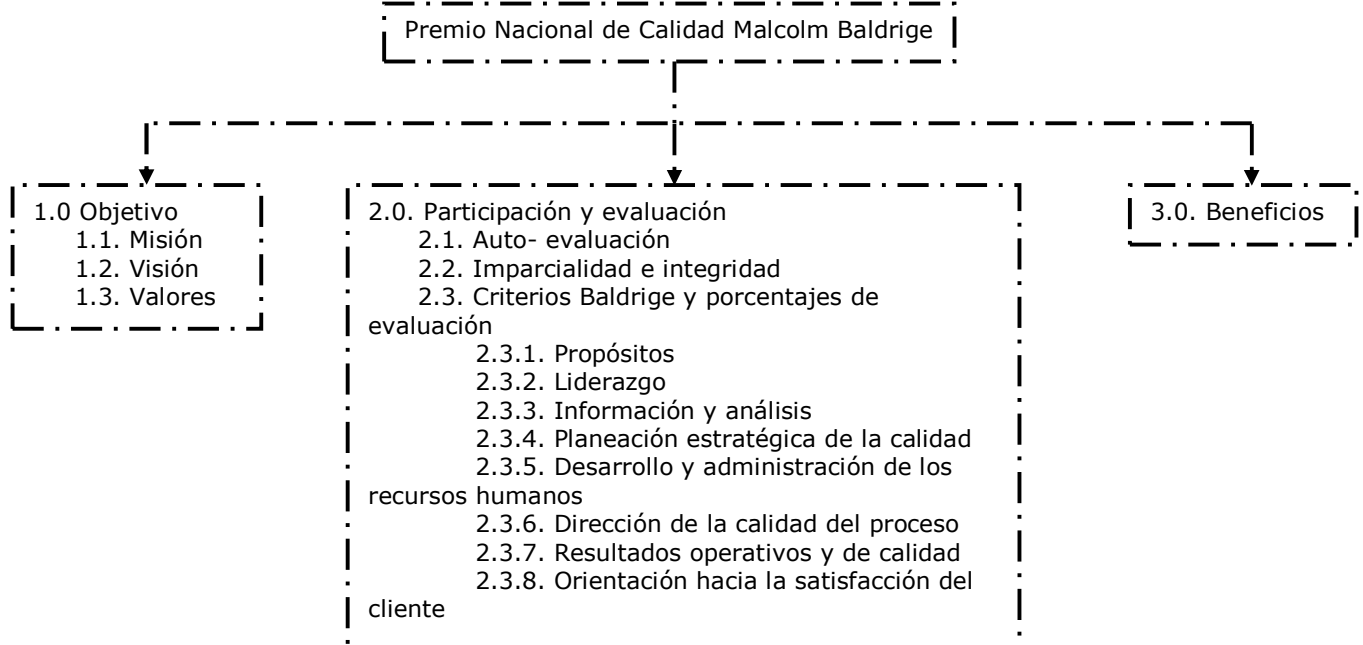 Premio Nacional de Calidad Malcolm Baldrige
1.0 Objetivo
1.1. Misión
1.2. Visión
1.3. Valores
2.0. Participación y evaluación
2.1. Auto- evaluación
2.2. Imparcialidad e integridad
2.3. Criterios Baldrige y porcentajes de
evaluación
2.3.1. Propósitos
2.3.2. Liderazgo
2.3.3. Información y análisis
2.3.4. Planeación estratégica de la calidad
2.3.5. Desarrollo y administración de los
recursos humanos
2.3.6. Dirección de la calidad del proceso
2.3.7. Resultados operativos y de calidad
2.3.8. Orientación hacia la satisfacción del
cliente
3.0. Beneficios